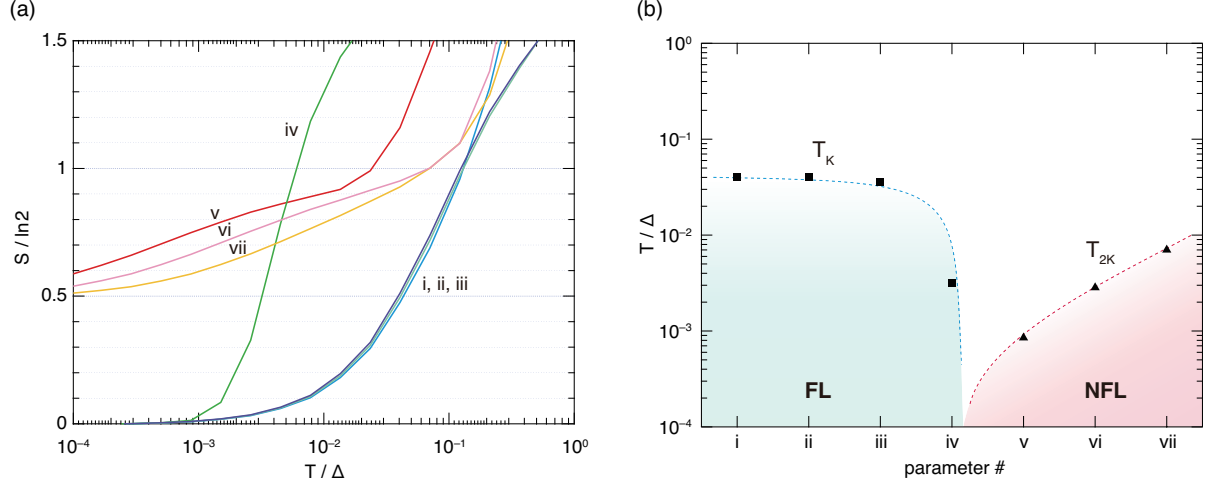 (a)
1.5
1
0.5
0
S / ln2
iv
v
vi
vii
i, ii, iii
10⁻⁴
10⁻³
10⁻²
10⁻¹
10⁰
T / Δ
(b)
10⁰
10⁻¹
10⁻²
10⁻³
10⁻⁴
T / Δ
T_K
T_2K
FL
NFL
i
ii
iii
iv
v
vi
vii
parameter #